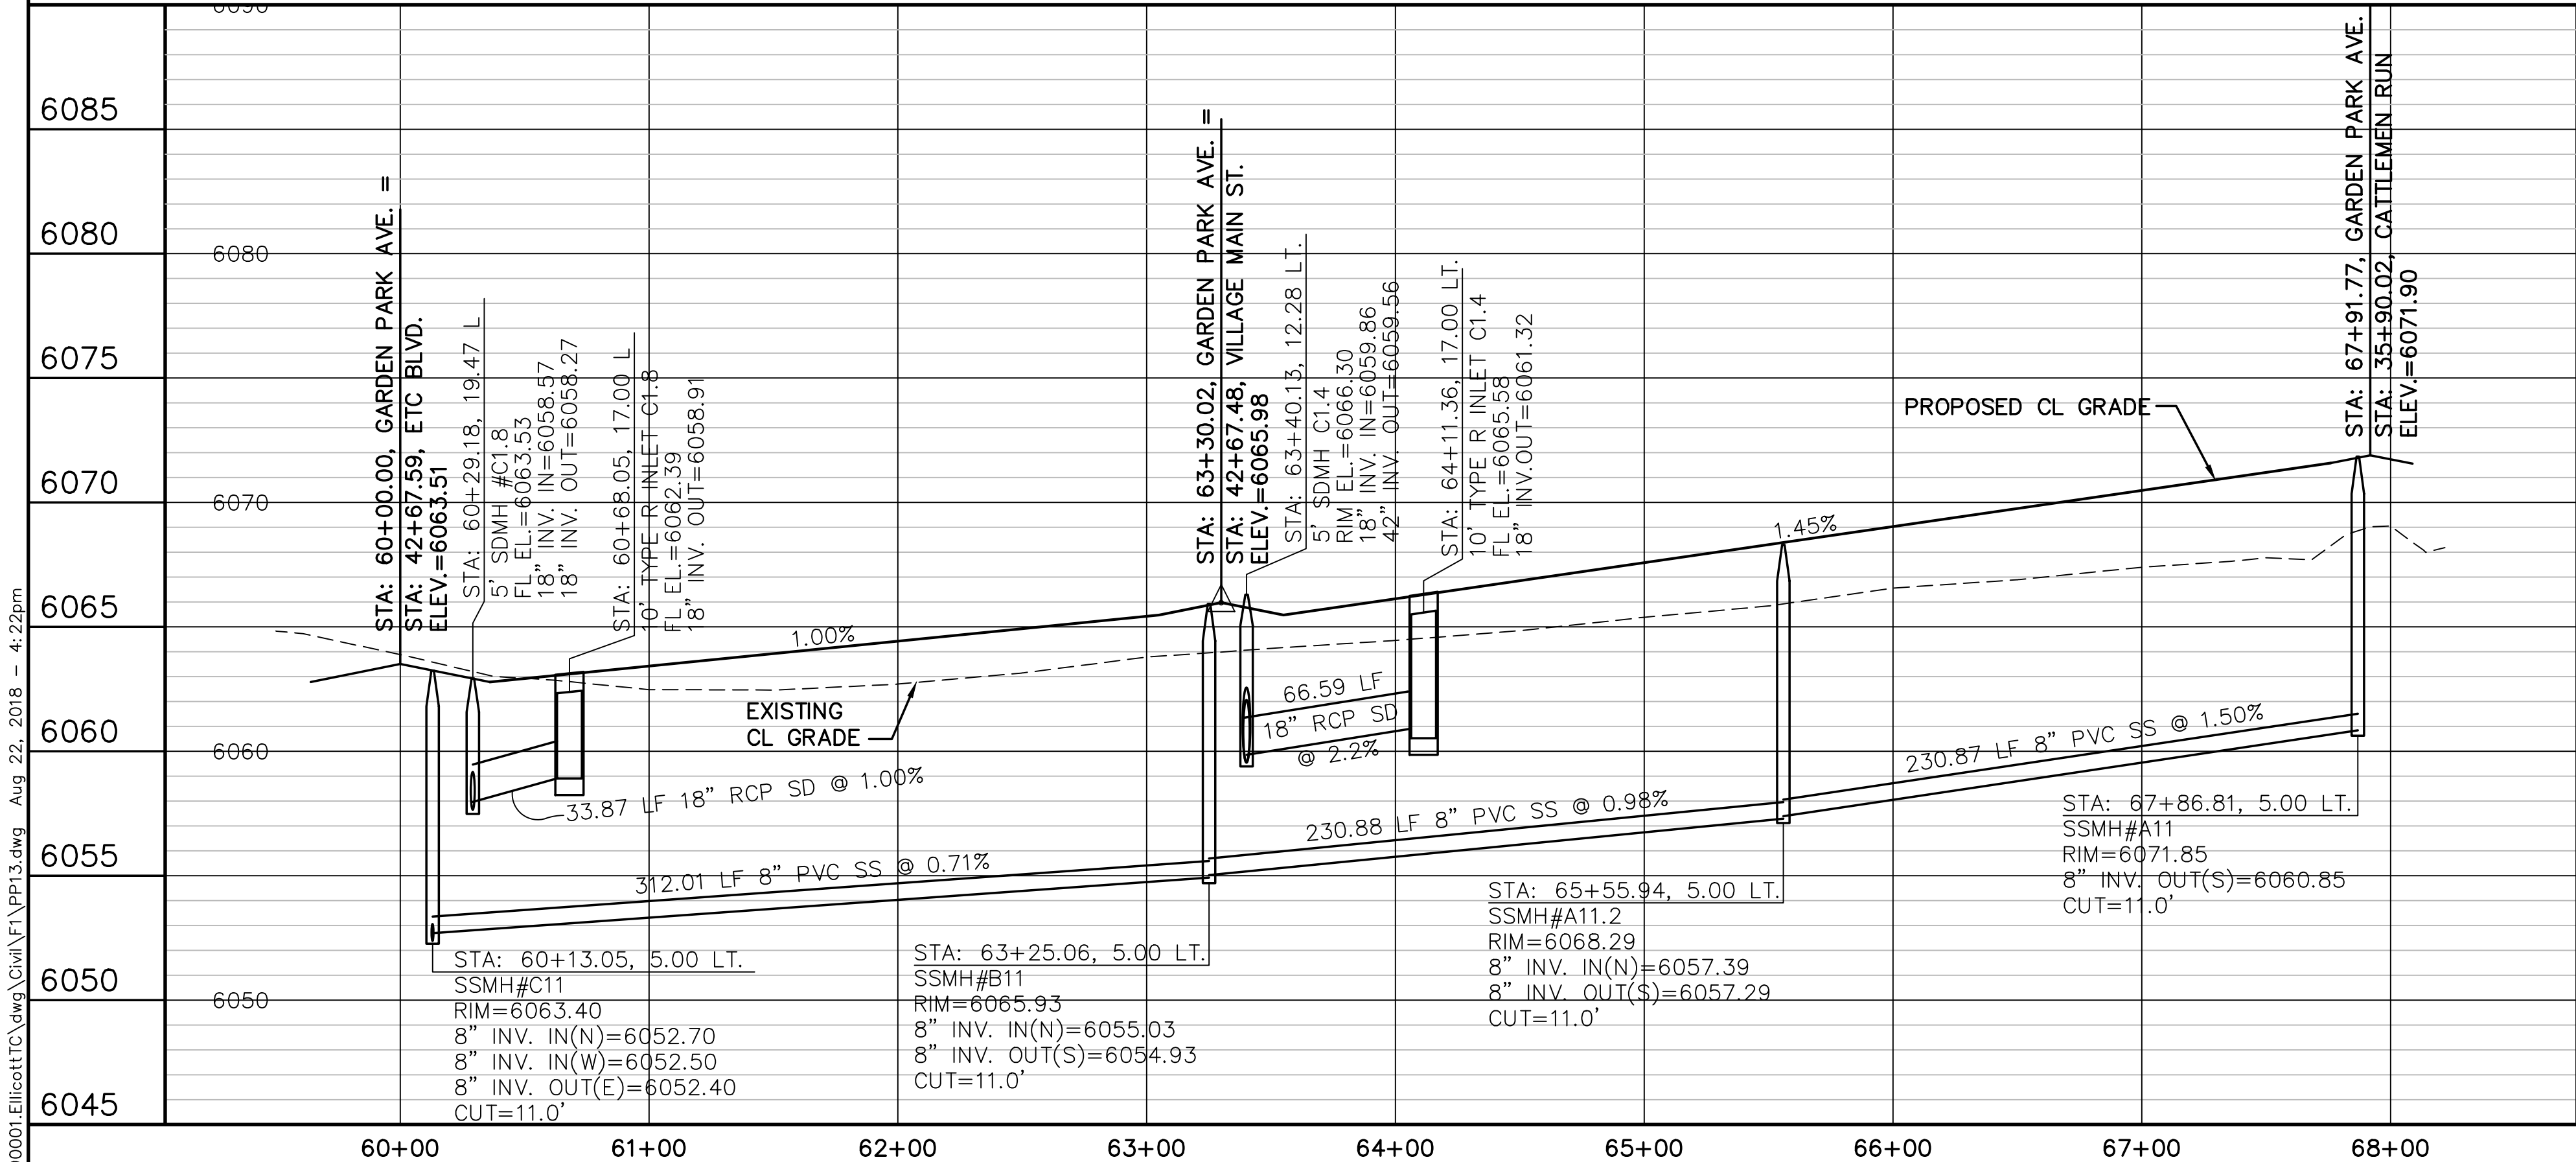 6090
6085
6080
6075
6070
6065
6060
6055
6050
6045
6080
6070
6060
6050
STA: 60+00.00, GARDEN PARK AVE. =
STA: 42+67.59, ETC BLVD.
ELEV.=6063.51
STA: 60+29.18, 19.47 L
5' SDMH #C1.8
FL EL.=6063.53
18" INV. IN=6058.57
18" INV. OUT=6058.27
STA: 60+68.05, 17.00 L
10' TYPE R INLET C1.8
FL EL.=6062.39
18" INV. OUT=6058.91
STA: 63+30.02, GARDEN PARK AVE. =
STA: 42+67.48, VILLAGE MAIN ST.
ELEV.=6065.98
STA: 63+40.13, 12.28 LT.
5' SDMH C1.4
RIM EL.=6066.30
18" INV. IN=6059.86
42" INV. OUT=6059.56
STA: 64+11.36, 17.00 LT.
10' TYPE R INLET C1.4
FL EL.=6065.58
18" INV.OUT=6061.32
STA: 67+91.77, GARDEN PARK AVE.
STA: 35+90.02, CATTLEMEN RUN
ELEV.=6071.90
PROPOSED CL GRADE
1.45%
1.00%
EXISTING
CL GRADE
66.59 LF
18" RCP SD
@ 2.2%
33.87 LF 18" RCP SD @ 1.00%
312.01 LF 8" PVC SS @ 0.71%
230.88 LF 8" PVC SS @ 0.98%
230.87 LF 8" PVC SS @ 1.50%
STA: 60+13.05, 5.00 LT.
SSMH#C11
RIM=6063.40
8" INV. IN(N)=6052.70
8" INV. IN(W)=6052.50
8" INV. OUT(E)=6052.40
CUT=11.0'
STA: 63+25.06, 5.00 LT.
SSMH#B11
RIM=6065.93
8" INV. IN(N)=6055.03
8" INV. OUT(S)=6054.93
CUT=11.0'
STA: 65+55.94, 5.00 LT.
SSMH#A11.2
RIM=6068.29
8" INV. IN(N)=6057.39
8" INV. OUT(S)=6057.29
CUT=11.0'
STA: 67+86.81, 5.00 LT.
SSMH#A11
RIM=6071.85
8" INV. OUT(S)=6060.85
CUT=11.0'
60+00
61+00
62+00
63+00
64+00
65+00
66+00
67+00
68+00
00001.EllicottTC\dwg\Civil\F1\PP13.dwg Aug 22, 2018 - 4:22pm